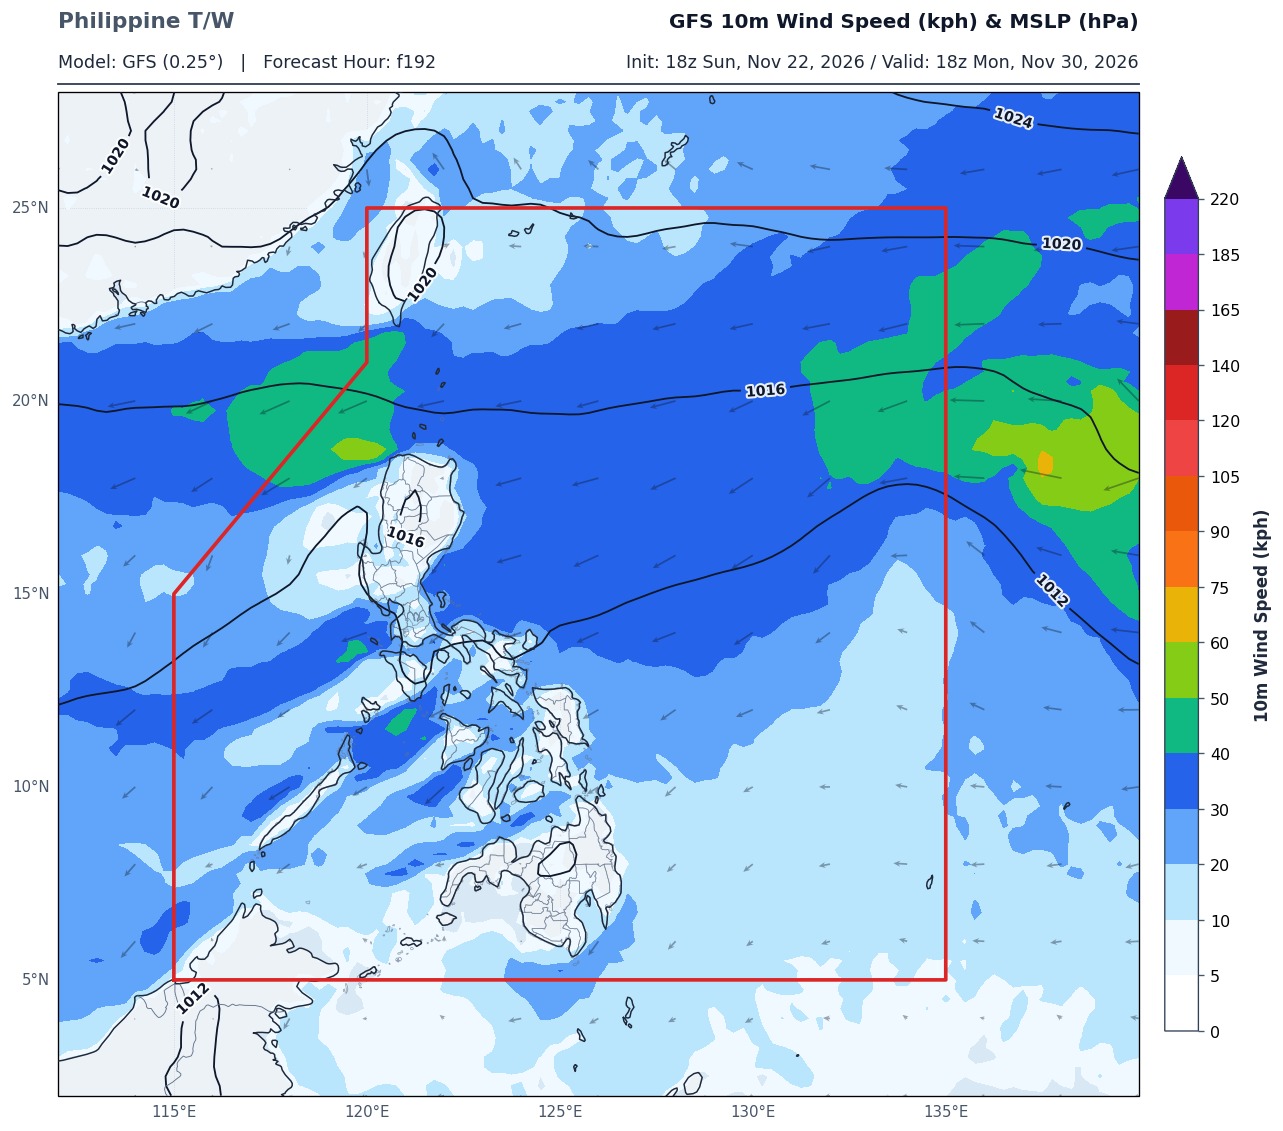 Philippine T/W
GFS 10m Wind Speed (kph) & MSLP (hPa)
Model: GFS (0.25°)   |   Forecast Hour: f192
Init: 18z Sun, Nov 22, 2026 / Valid: 18z Mon, Nov 30, 2026
1024
1020
1020
1020
1020
1016
1016
1012
1012
25°N
20°N
15°N
10°N
5°N
115°E
120°E
125°E
130°E
135°E
220
185
165
140
120
105
90
75
60
50
40
30
20
10
5
0
10m Wind Speed (kph)